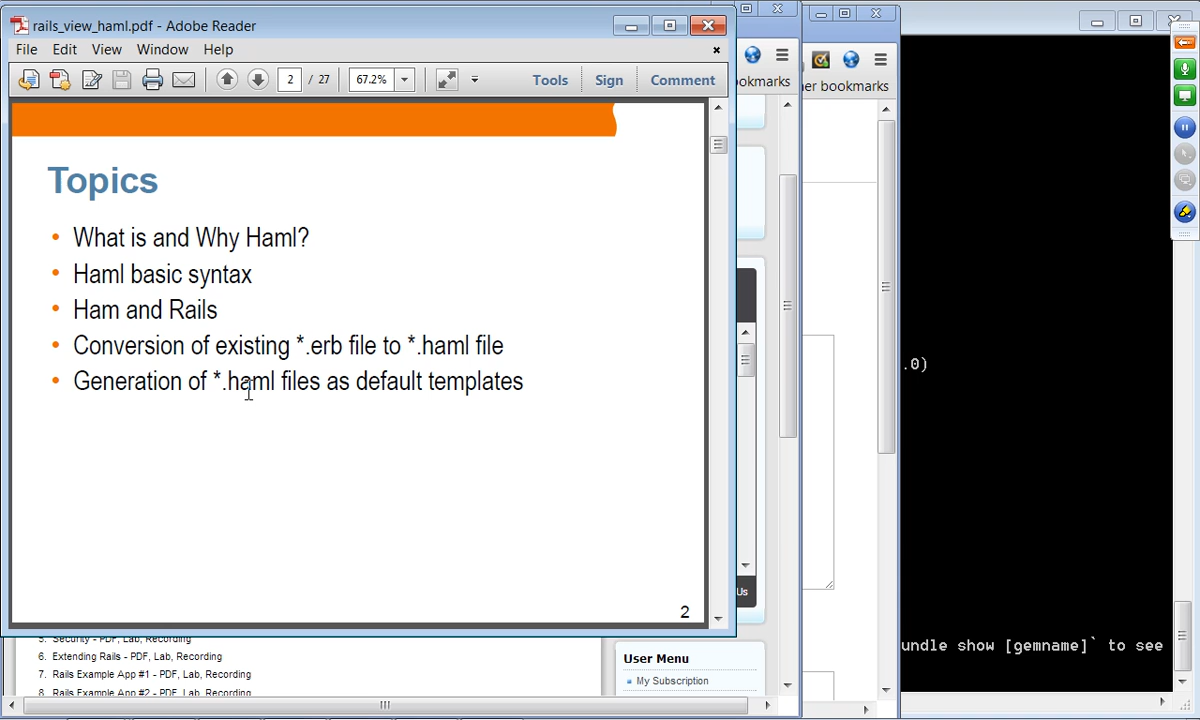 rails_view_haml.pdf - Adobe Reader
File Edit View Window Help
2 / 27 67.2% Tools Sign Comment
Topics
• What is and Why Haml?
• Haml basic syntax
• Ham and Rails
• Conversion of existing *.erb file to *.haml file
• Generation of *.haml files as default templates
2
ookmarks
er bookmarks
.0)
Us
undle show [gemname]` to see
5. Security - PDF, Lab, Recording
6. Extending Rails - PDF, Lab, Recording
7. Rails Example App #1 - PDF, Lab, Recording
8. Rails Example App #2 - PDF, Lab, Recording
User Menu
My Subscription